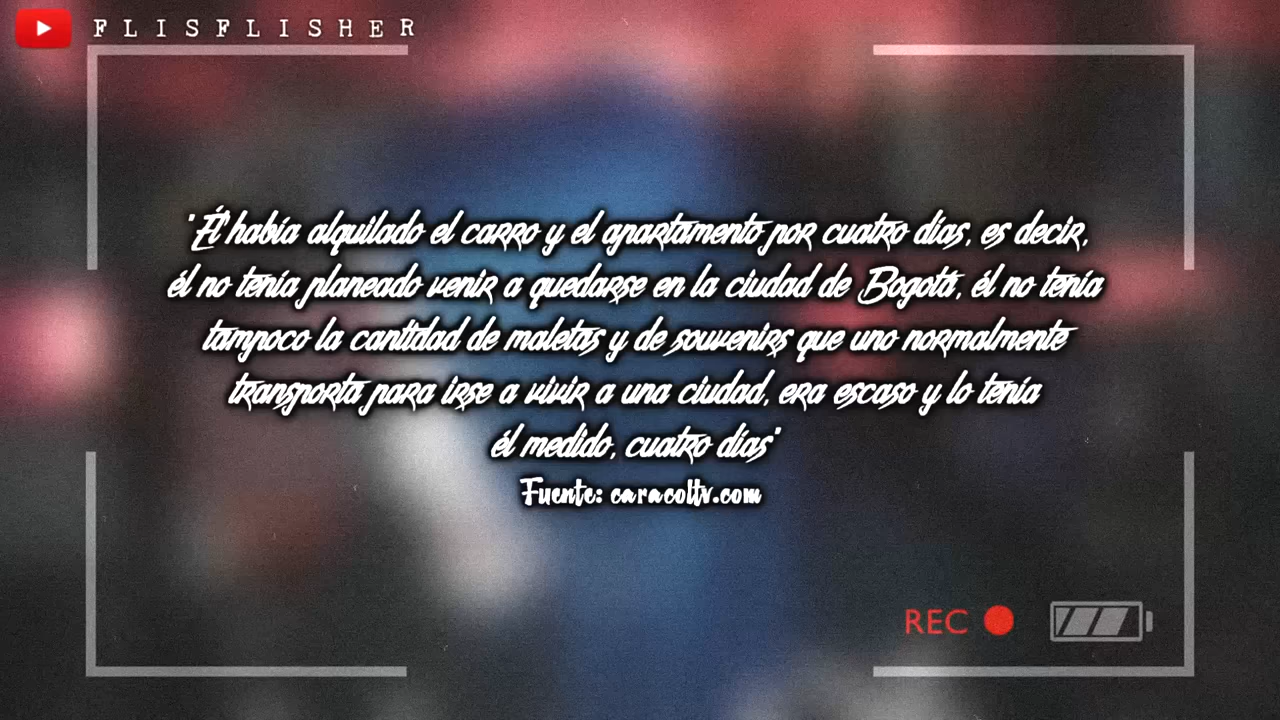 FLISFLISHER
"Él había alquilado el carro y el apartamento por cuatro días, es decir,
él no tenía planeado venir a quedarse en la ciudad de Bogotá, él no tenía
tampoco la cantidad de maletas y de souvenirs que uno normalmente
transporta para irse a vivir a una ciudad, era escaso y lo tenía
él medido, cuatro días"
Fuente: caracoltv.com
REC